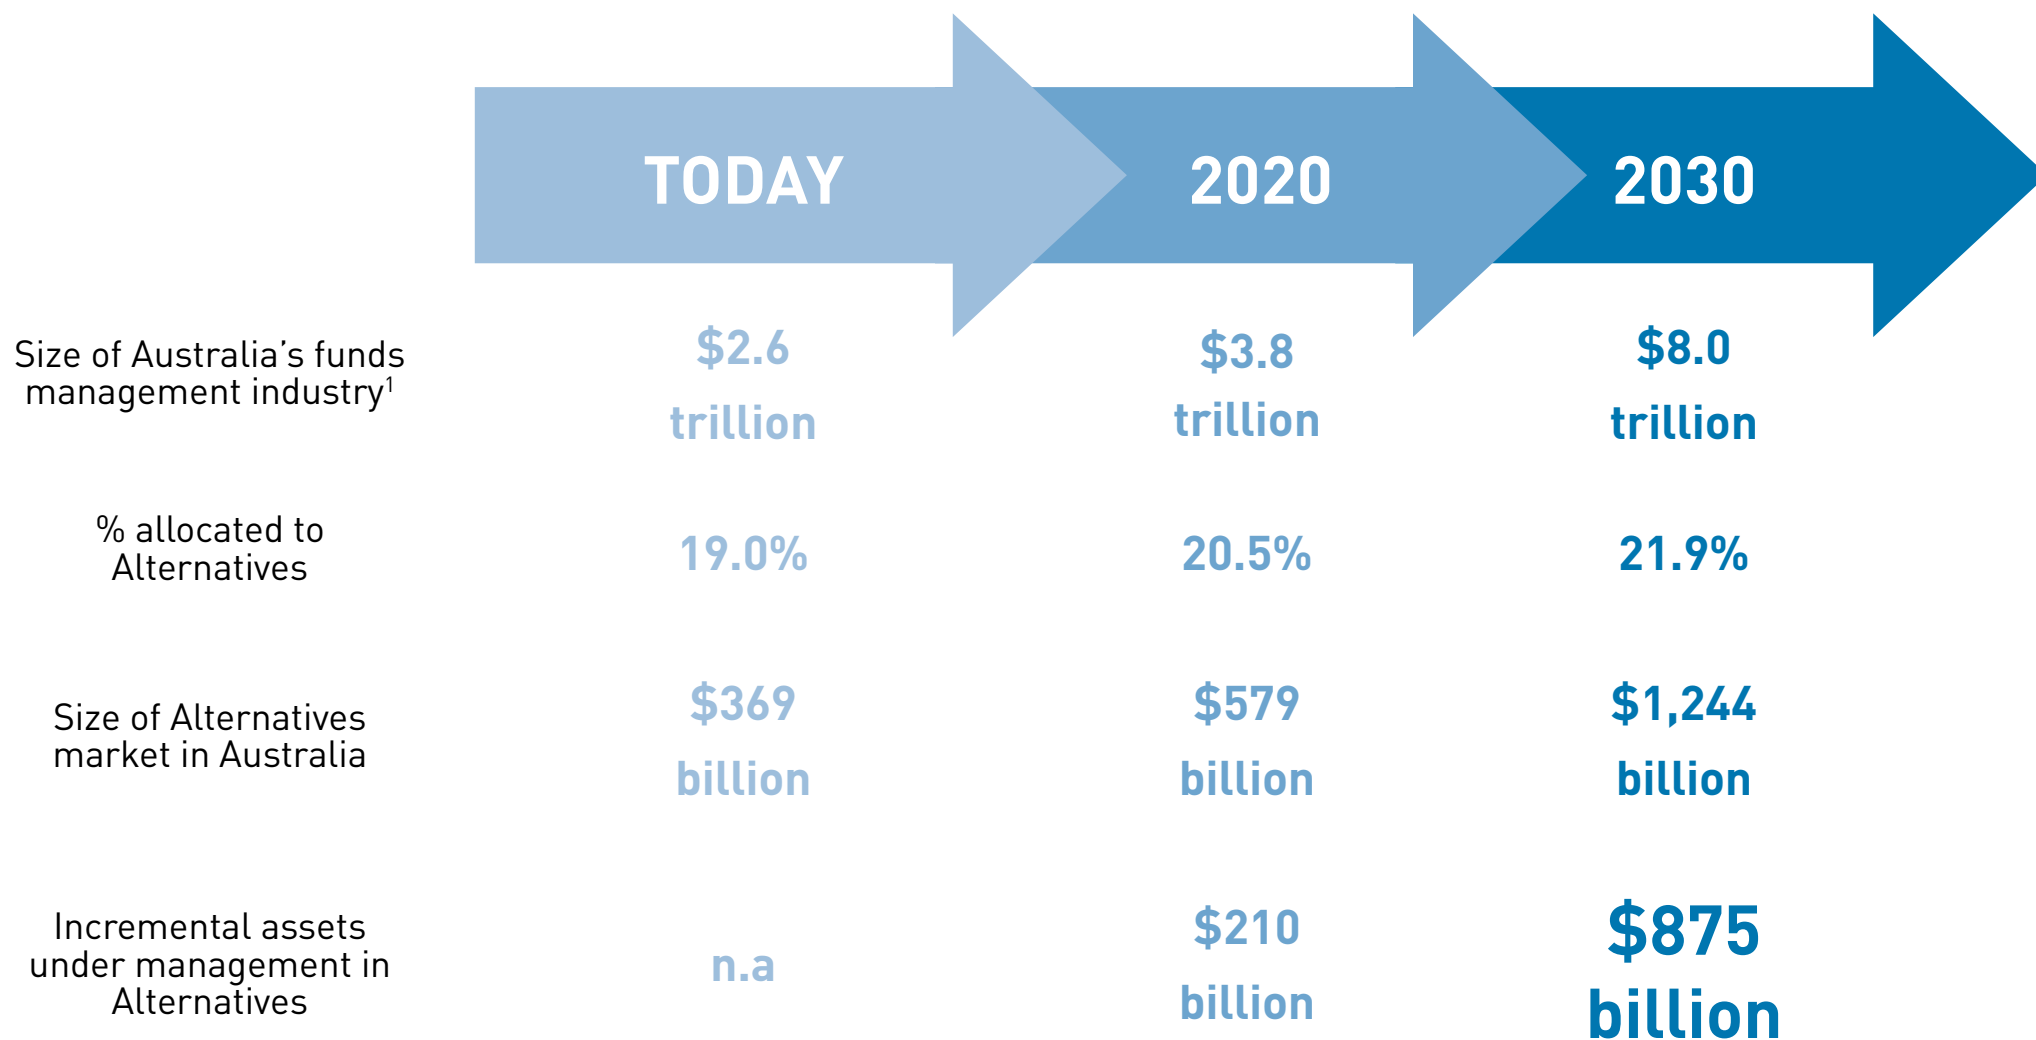 TODAY 2020 2030
Size of Australia's funds
management industry¹
$2.6
trillion
$3.8
trillion
$8.0
trillion
% allocated to
Alternatives
19.0% 20.5% 21.9%
Size of Alternatives
market in Australia
$369
billion
$579
billion
$1,244
billion
Incremental assets
under management in
Alternatives
n.a
$210
billion
$875
billion